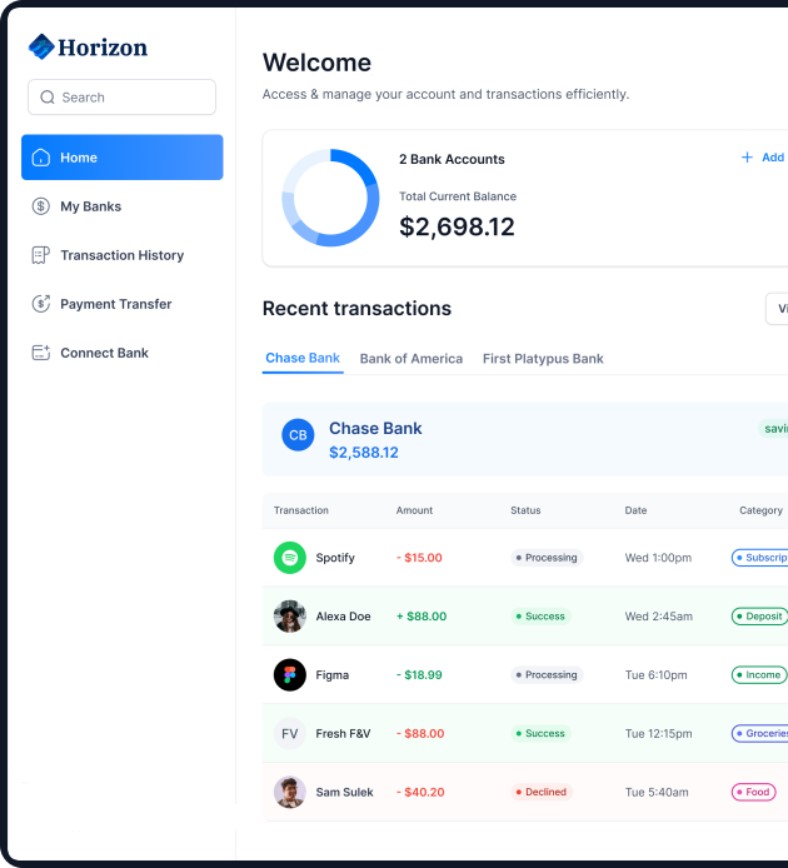 Horizon
Search
Home
My Banks
Transaction History
Payment Transfer
Connect Bank
Welcome
Access & manage your account and transactions efficiently.
2 Bank Accounts
+ Add
Total Current Balance
$2,698.12
Recent transactions
Vi
Chase Bank Bank of America First Platypus Bank
CB Chase Bank savin
$2,588.12
Transaction Amount Status Date Category
Spotify - $15.00 Processing Wed 1:00pm Subscrip
Alexa Doe + $88.00 Success Wed 2:45am Deposit
Figma - $18.99 Processing Tue 6:10pm Income
FV Fresh F&V - $88.00 Success Tue 12:15pm Groceries
Sam Sulek - $40.20 Declined Tue 5:40am Food